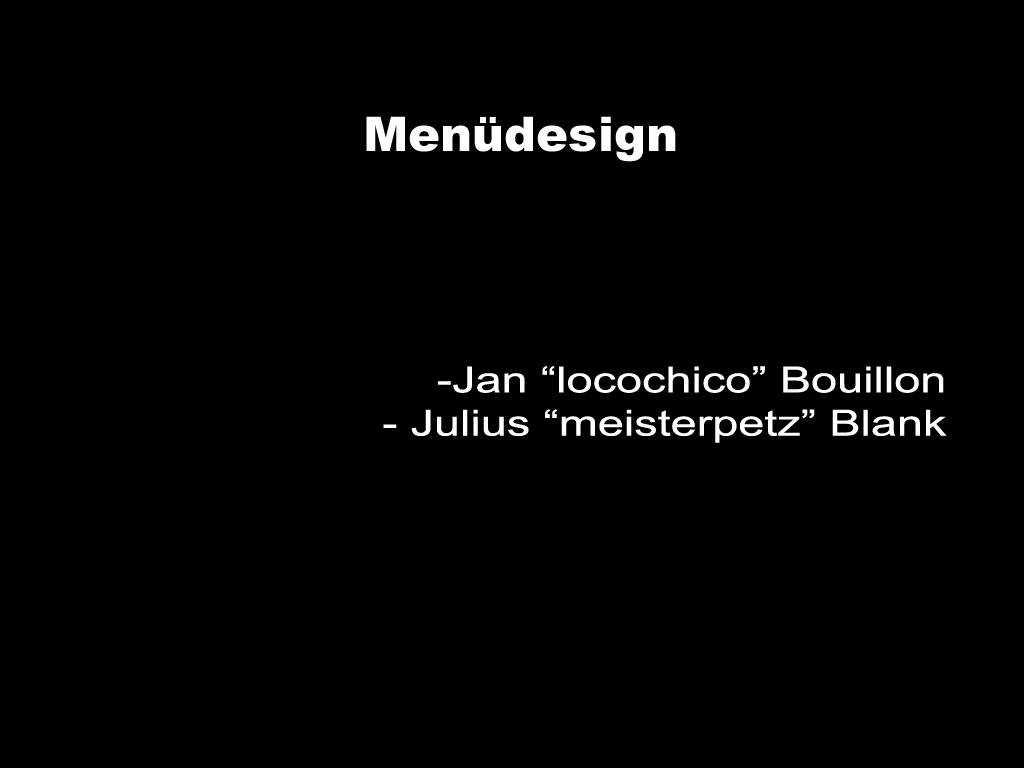 Menüdesign
-Jan “locochico” Bouillon
- Julius “meisterpetz” Blank